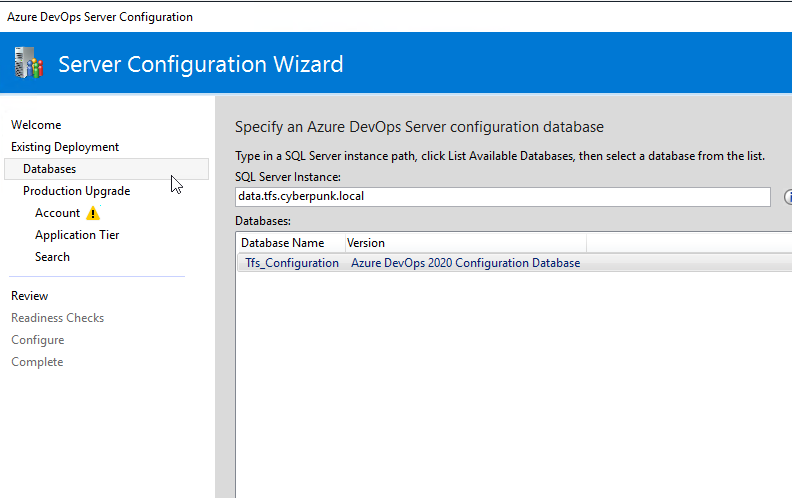 Azure DevOps Server Configuration
Server Configuration Wizard
Welcome
Existing Deployment
Databases
Production Upgrade
Account
Application Tier
Search
Review
Readiness Checks
Configure
Complete
Specify an Azure DevOps Server configuration database
Type in a SQL Server instance path, click List Available Databases, then select a database from the list.
SQL Server Instance:
data.tfs.cyberpunk.local
Databases:
Database Name Version
Tfs_Configuration Azure DevOps 2020 Configuration Database